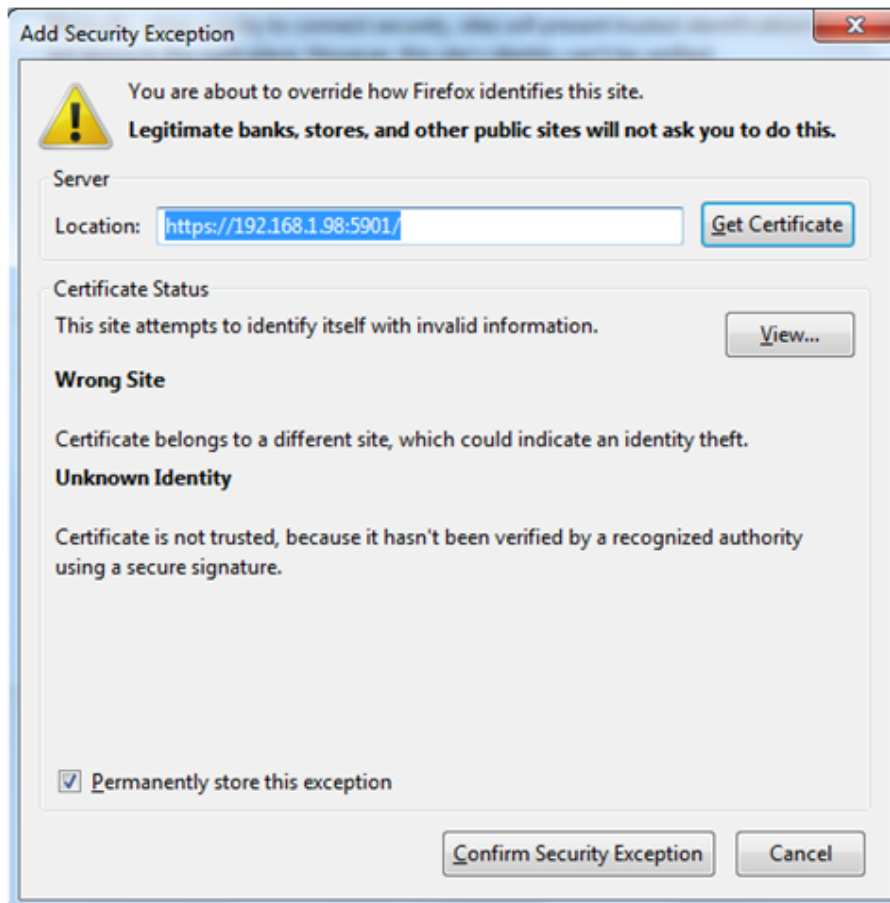 Add Security Exception
You are about to override how Firefox identifies this site.
Legitimate banks, stores, and other public sites will not ask you to do this.
Server
Location: https://192.168.1.98:5901/ Get Certificate
Certificate Status
This site attempts to identify itself with invalid information.
View...
Wrong Site
Certificate belongs to a different site, which could indicate an identity theft.
Unknown Identity
Certificate is not trusted, because it hasn't been verified by a recognized authority
using a secure signature.
Permanently store this exception
Confirm Security Exception Cancel